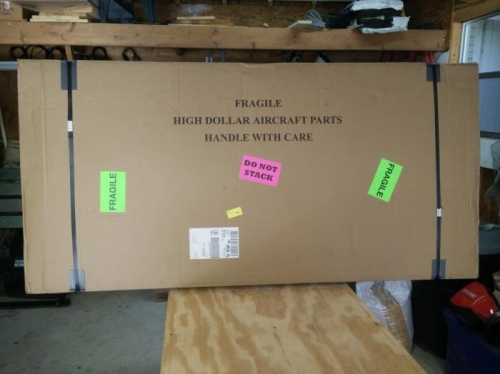 FRAGILE
HIGH DOLLAR AIRCRAFT PARTS
HANDLE WITH CARE
DO NOT
STACK
FRAGILE
FRAGILE